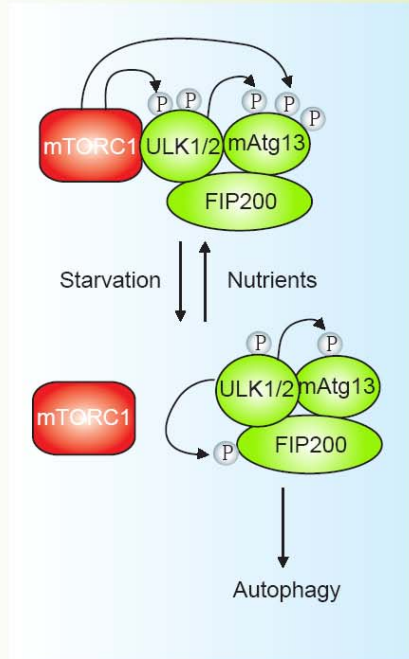 P P P P P
mTORC1 ULK1/2 mAtg13
FIP200
Starvation Nutrients
P P
ULK1/2 mAtg13
mTORC1
P FIP200
Autophagy